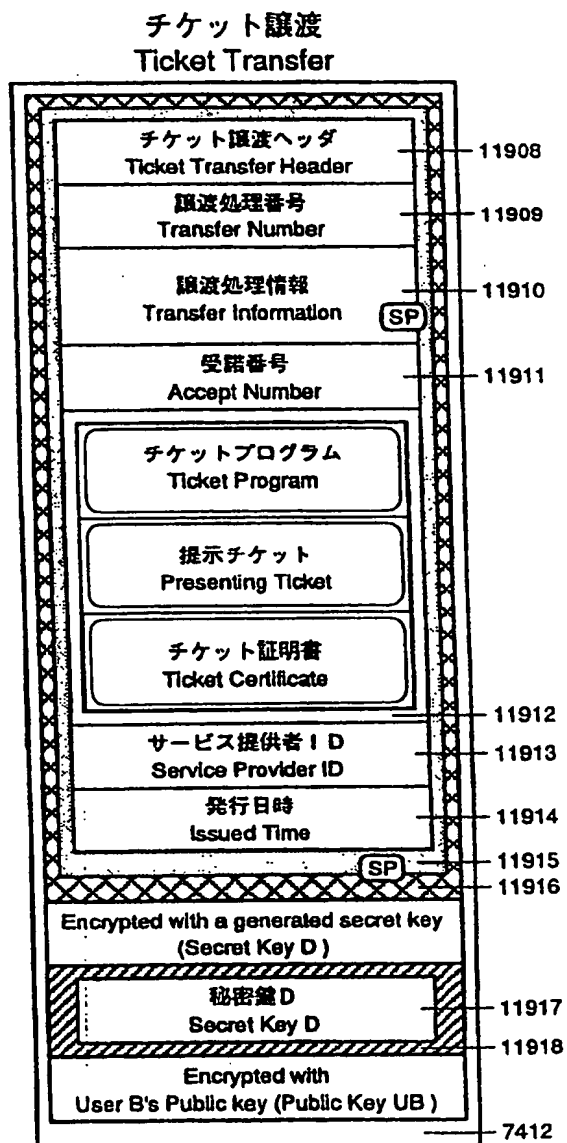 チケット譲渡
Ticket Transfer
チケット譲渡ヘッダ
Ticket Transfer Header
11908
譲渡処理番号
Transfer Number
11909
譲渡処理情報
Transfer Information
11910
SP
受諾番号
Accept Number
11911
チケットプログラム
Ticket Program
提示チケット
Presenting Ticket
チケット証明書
Ticket Certificate
11912
サービス提供者ID
Service Provider ID
11913
発行日時
Issued Time
11914
11915
SP
11916
Encrypted with a generated secret key
(Secret Key D )
秘密鍵D
Secret Key D
11917
11918
Encrypted with
User B's Public key (Public Key UB )
7412